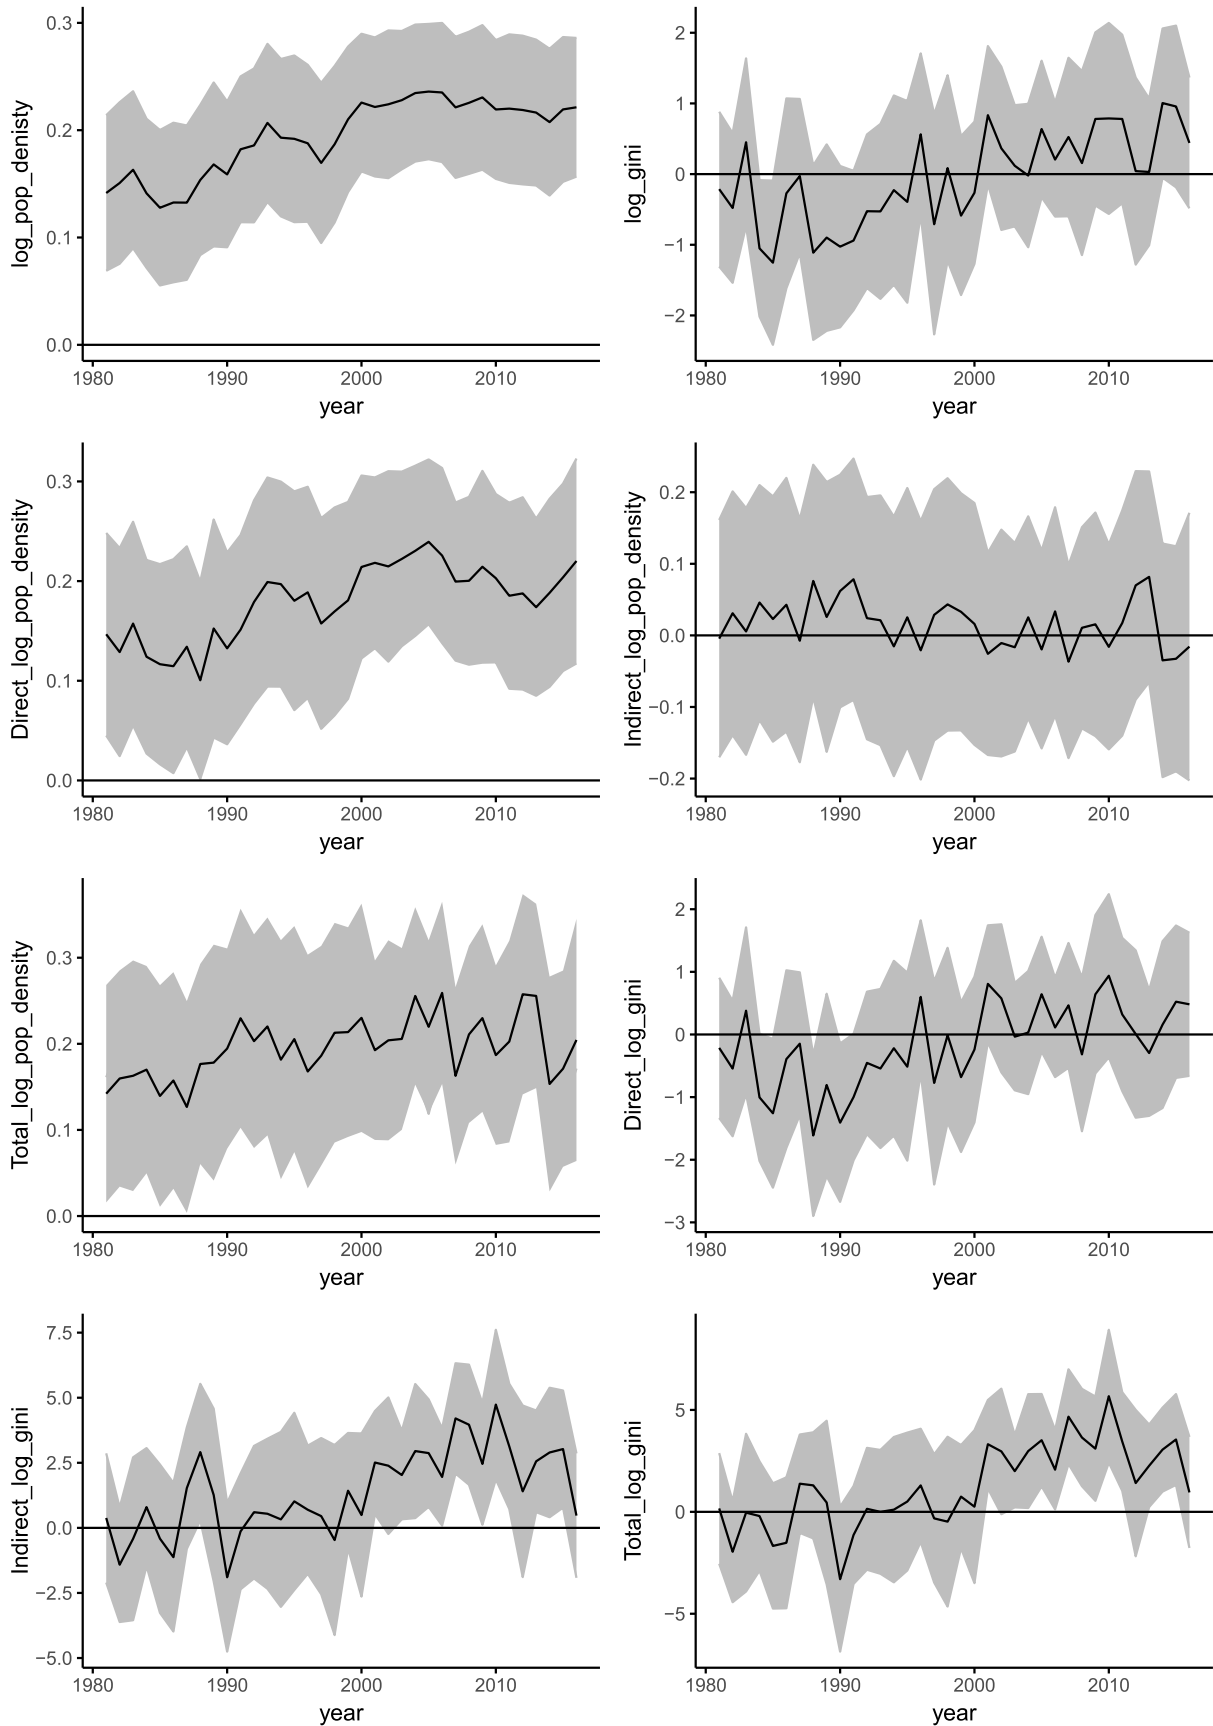 log_pop_denisty
0.3
0.2
0.1
0.0
1980 1990 2000 2010
year
log_gini
2
1
0
−1
−2
1980 1990 2000 2010
year
Direct_log_pop_density
0.3
0.2
0.1
0.0
1980 1990 2000 2010
year
Indirect_log_pop_density
0.2
0.1
0.0
−0.1
−0.2
1980 1990 2000 2010
year
Total_log_pop_density
0.3
0.2
0.1
0.0
1980 1990 2000 2010
year
Direct_log_gini
2
1
0
−1
−2
−3
1980 1990 2000 2010
year
Indirect_log_gini
7.5
5.0
2.5
0.0
−2.5
−5.0
1980 1990 2000 2010
year
Total_log_gini
5
0
−5
1980 1990 2000 2010
year